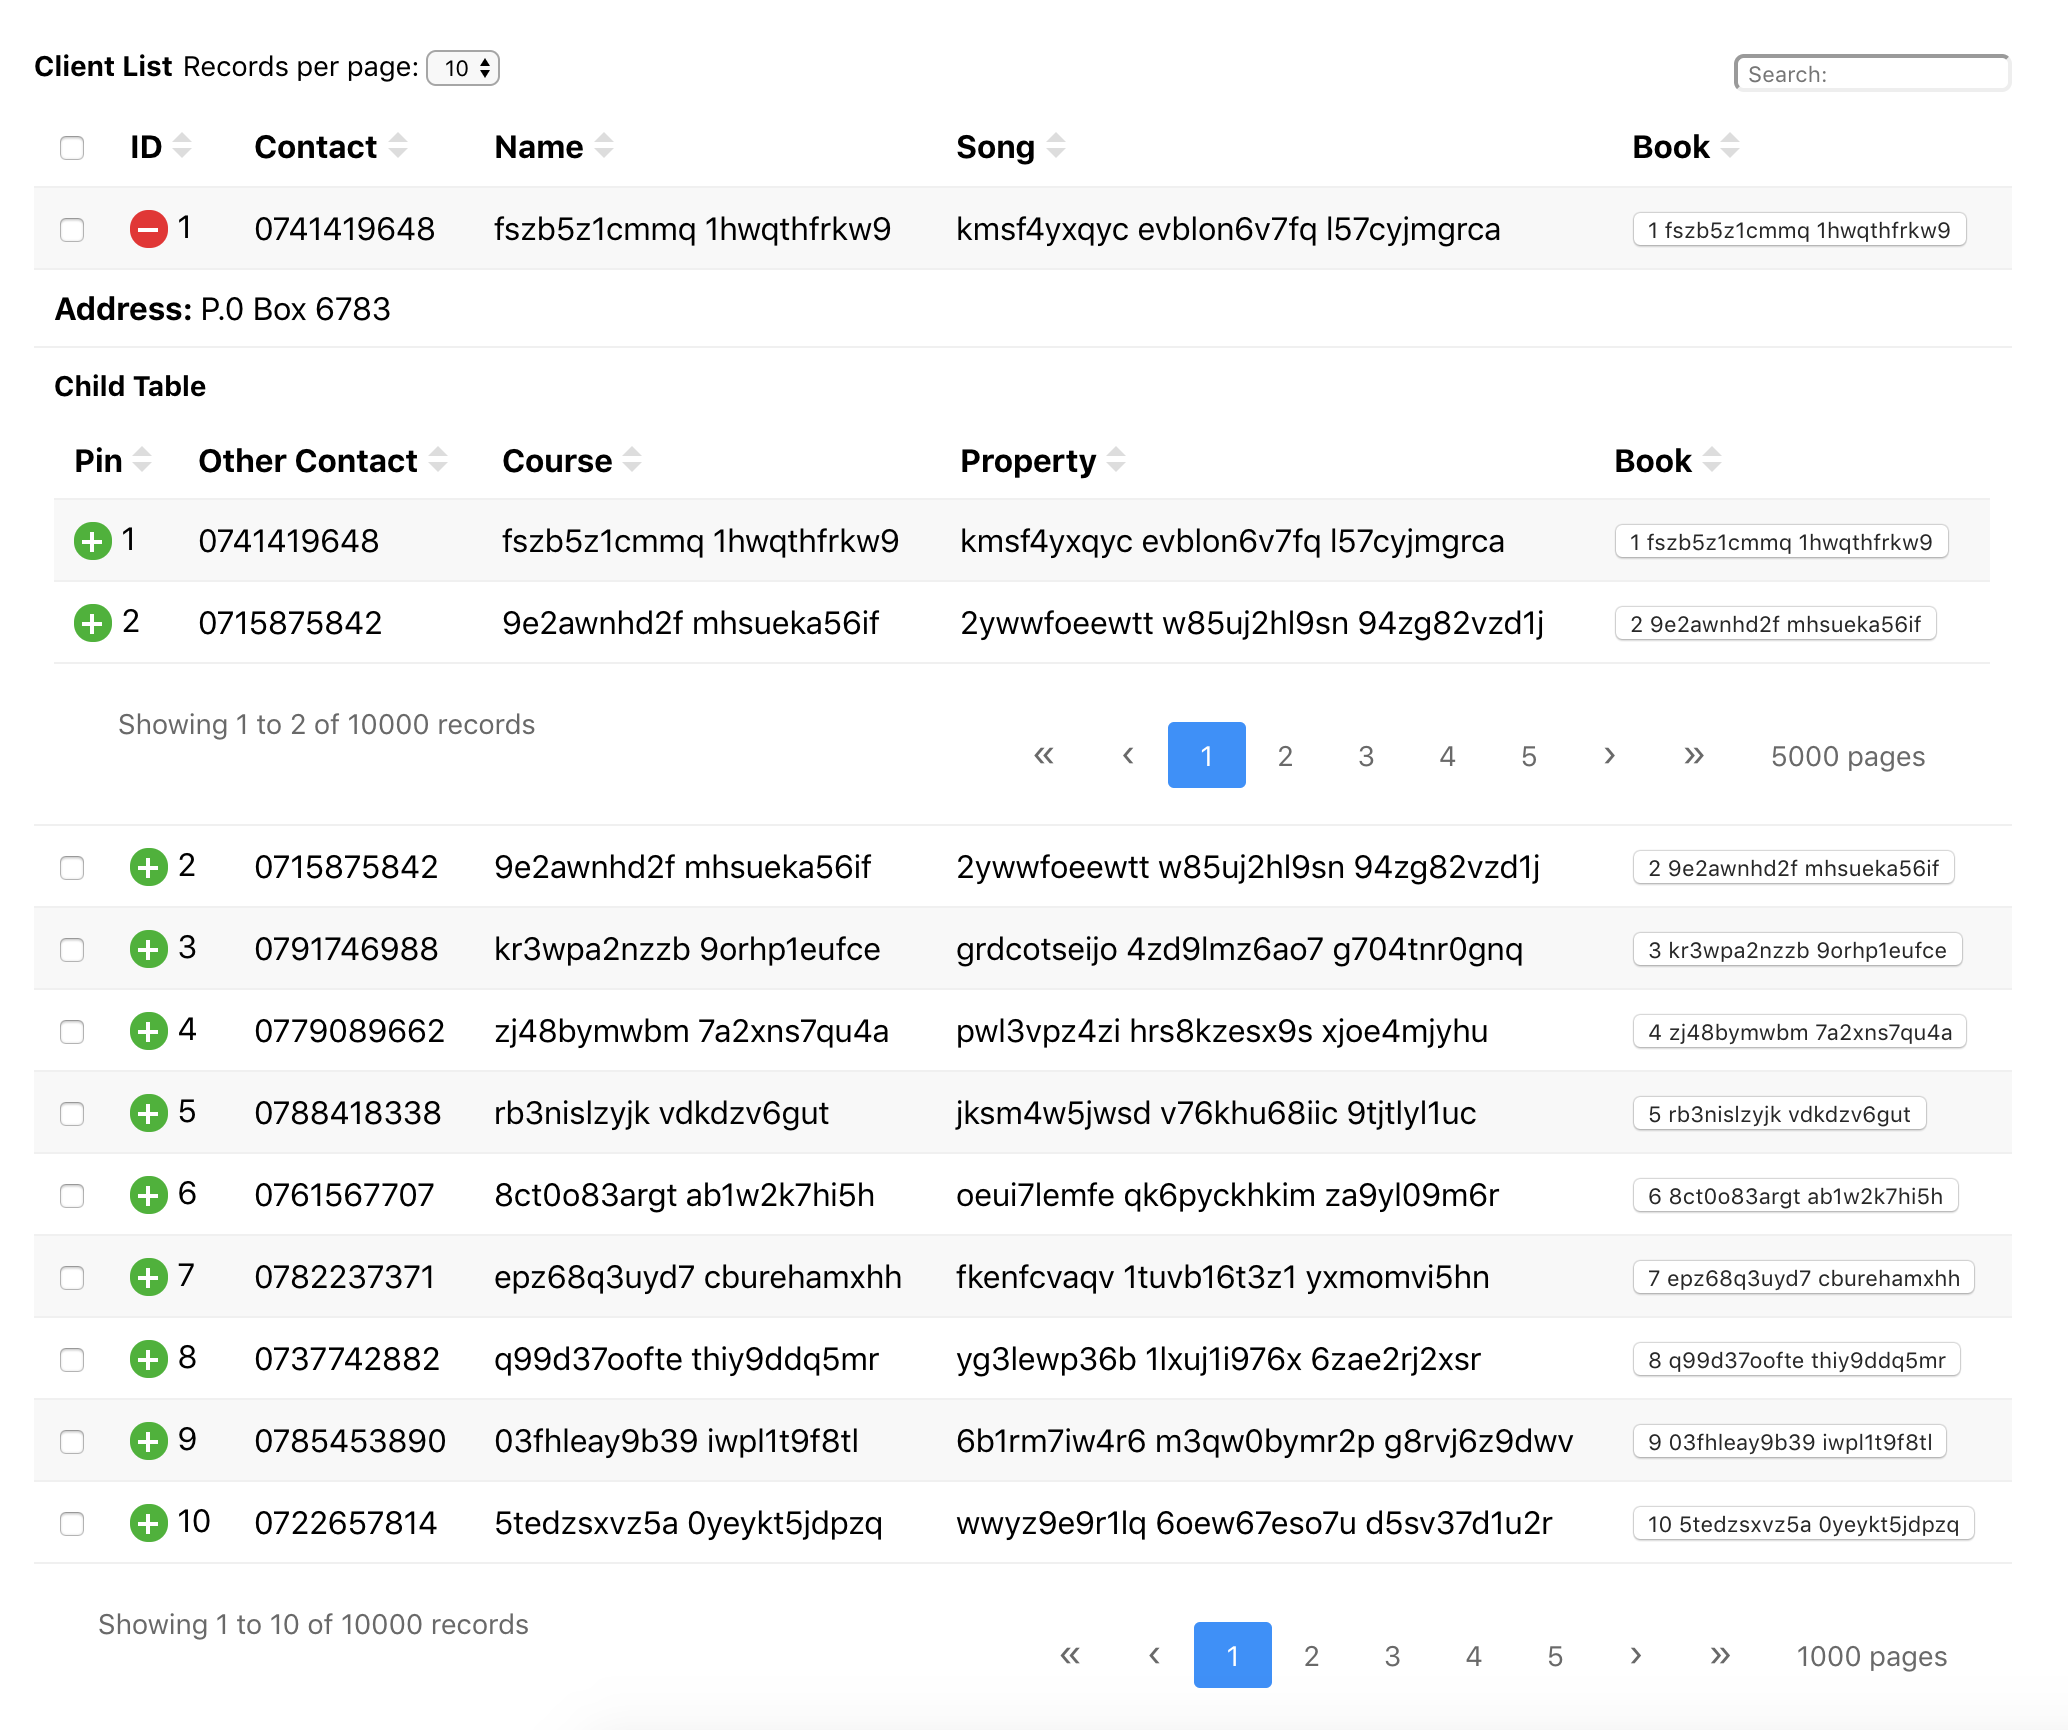 Client List Records per page: 10 Search:
ID Contact Name Song Book
1 0741419648 fszb5z1cmmq 1hwqthfrkw9 kmsf4yxqyc evblon6v7fq l57cyjmgrca 1 fszb5z1cmmq 1hwqthfrkw9
Address: P.0 Box 6783
Child Table
Pin Other Contact Course Property Book
1 0741419648 fszb5z1cmmq 1hwqthfrkw9 kmsf4yxqyc evblon6v7fq l57cyjmgrca 1 fszb5z1cmmq 1hwqthfrkw9
2 0715875842 9e2awnhd2f mhsueka56if 2ywwfoeewtt w85uj2hl9sn 94zg82vzd1j 2 9e2awnhd2f mhsueka56if
Showing 1 to 2 of 10000 records
« ‹ 1 2 3 4 5 › » 5000 pages
2 0715875842 9e2awnhd2f mhsueka56if 2ywwfoeewtt w85uj2hl9sn 94zg82vzd1j 2 9e2awnhd2f mhsueka56if
3 0791746988 kr3wpa2nzzb 9orhp1eufce grdcotseijo 4zd9lmz6ao7 g704tnr0gnq 3 kr3wpa2nzzb 9orhp1eufce
4 0779089662 zj48bymwbm 7a2xns7qu4a pwl3vpz4zi hrs8kzesx9s xjoe4mjyhu 4 zj48bymwbm 7a2xns7qu4a
5 0788418338 rb3nislzyjk vdkdzv6gut jksm4w5jwsd v76khu68iic 9tjtlyl1uc 5 rb3nislzyjk vdkdzv6gut
6 0761567707 8ct0o83argt ab1w2k7hi5h oeui7lemfe qk6pyckhkim za9yl09m6r 6 8ct0o83argt ab1w2k7hi5h
7 0782237371 epz68q3uyd7 cburehamxhh fkenfcvaqv 1tuvb16t3z1 yxmomvi5hn 7 epz68q3uyd7 cburehamxhh
8 0737742882 q99d37oofte thiy9ddq5mr yg3lewp36b 1lxuj1i976x 6zae2rj2xsr 8 q99d37oofte thiy9ddq5mr
9 0785453890 03fhleay9b39 iwpl1t9f8tl 6b1rm7iw4r6 m3qw0bymr2p g8rvj6z9dwv 9 03fhleay9b39 iwpl1t9f8tl
10 0722657814 5tedzsxvz5a 0yeykt5jdpzq wwyz9e9r1lq 6oew67eso7u d5sv37d1u2r 10 5tedzsxvz5a 0yeykt5jdpzq
Showing 1 to 10 of 10000 records
« ‹ 1 2 3 4 5 › » 1000 pages